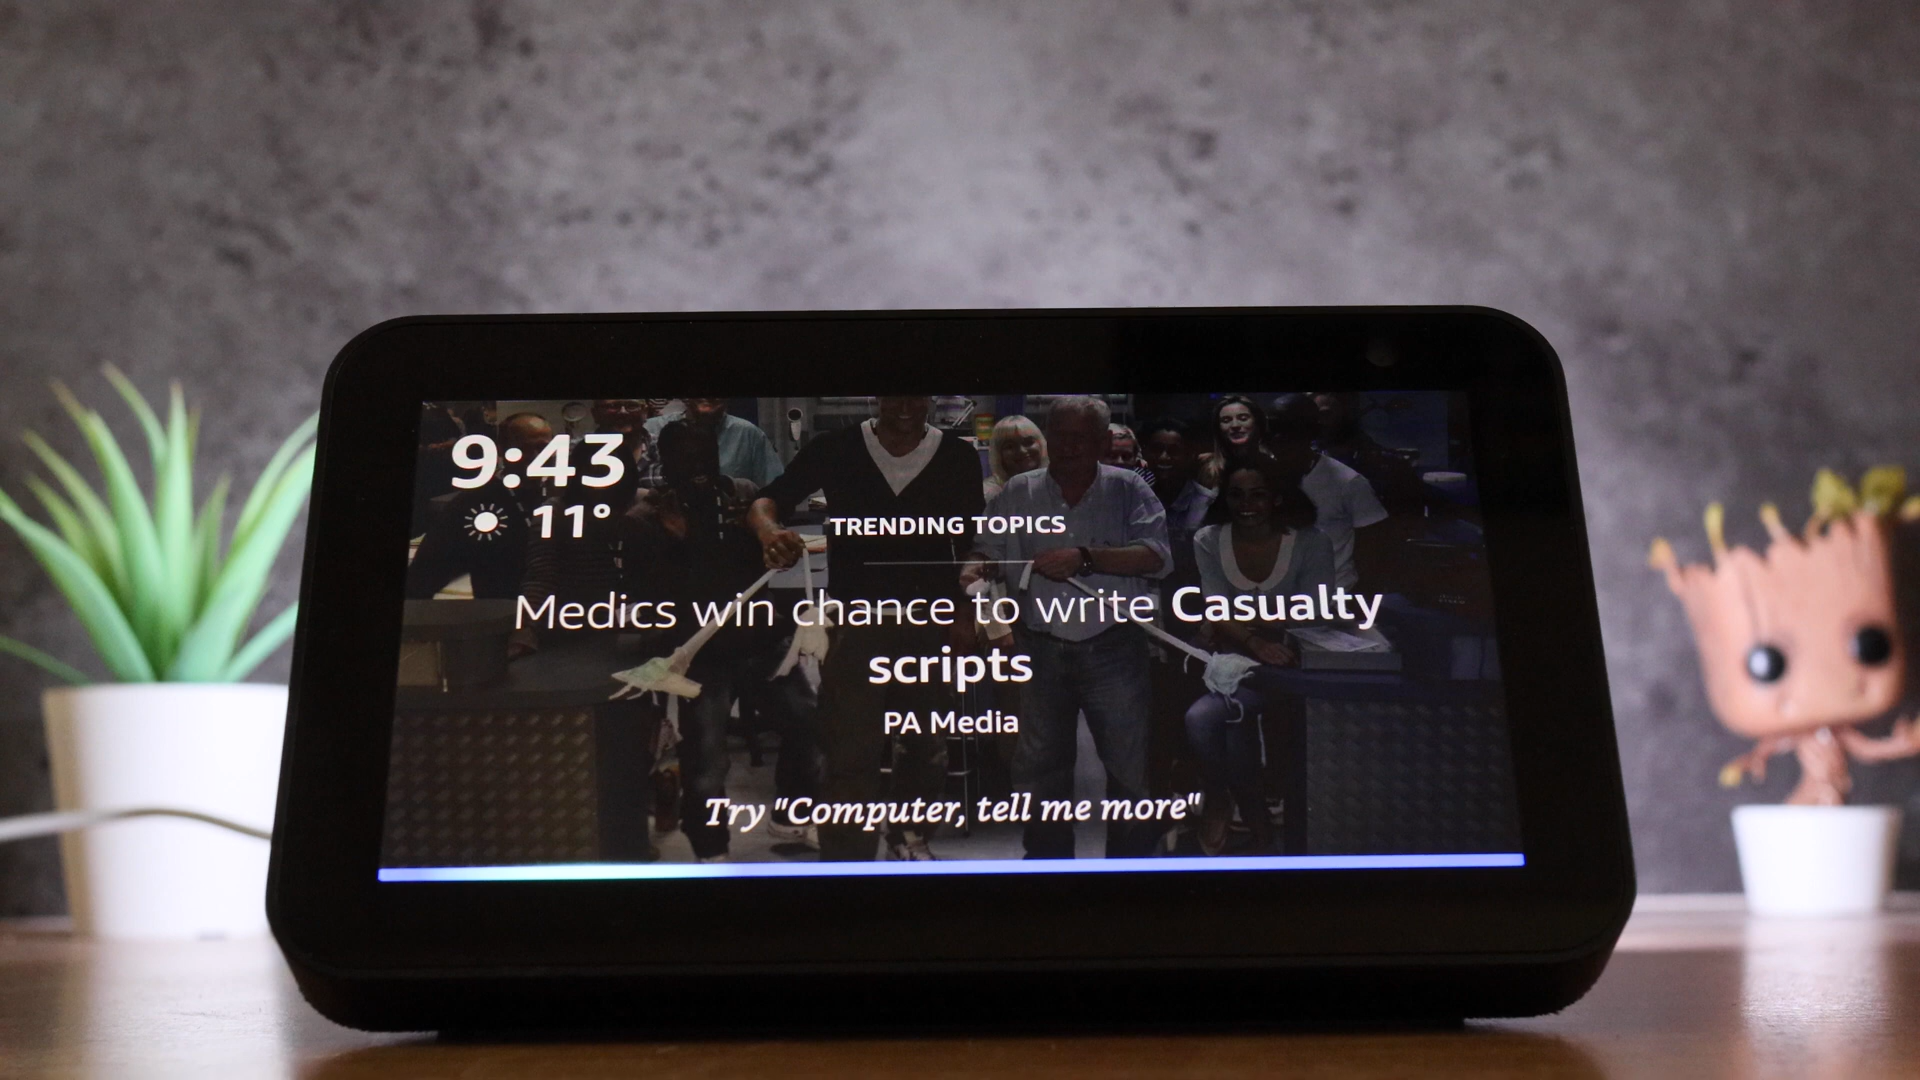 9:43
11°
TRENDING TOPICS
Medics win chance to write Casualty
scripts
PA Media
Try "Computer, tell me more"